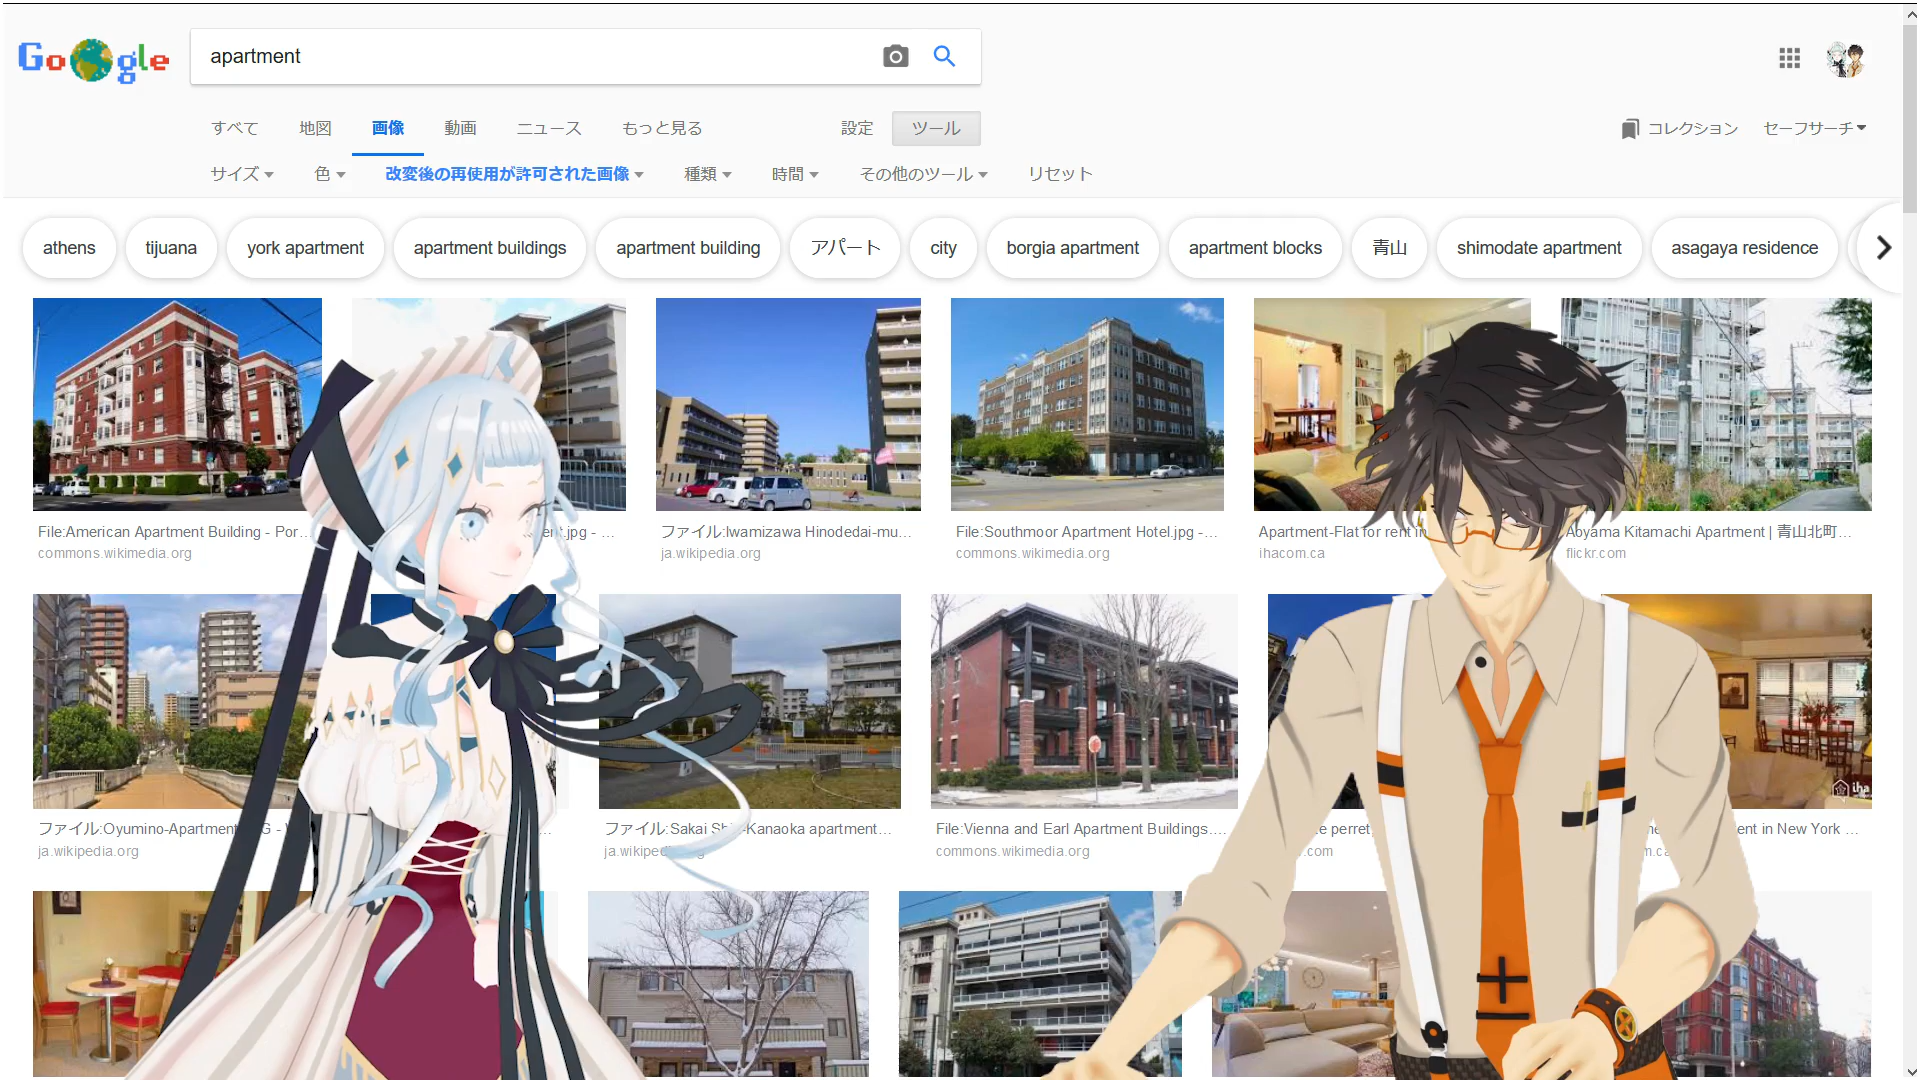 Google
apartment
すべて 地図 画像 動画 ニュース もっと見る 設定 ツール コレクション セーフサーチ
サイズ 色 改変後の再使用が許可された画像 種類 時間 その他のツール リセット
athens tijuana york apartment apartment buildings apartment building アパート city borgia apartment apartment blocks 青山 shimodate apartment asagaya residence
File:American Apartment Building - Por...
commons.wikimedia.org
ent.jpg - ...
ファイル:Iwamizawa Hinodedai-mu...
ja.wikipedia.org
File:Southmoor Apartment Hotel.jpg -...
commons.wikimedia.org
Apartment-Flat for rent in
ihacom.ca
Aoyama Kitamachi Apartment | 青山北町...
flickr.com
iha
ファイル:Oyumino-Apartment
ja.wikipedia.org
...
ファイル:Sakai Kanaoka apartment...
ja.wikipedia.org
File:Vienna and Earl Apartment Buildings....
commons.wikimedia.org
perret
.com
ent in New York ...